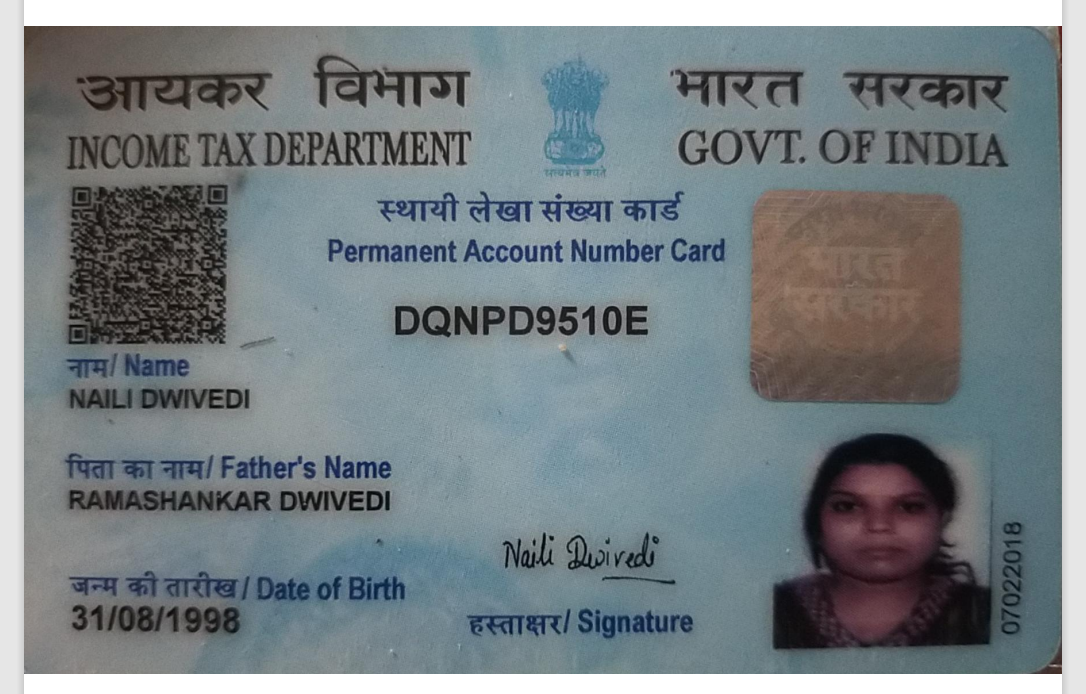 आयकर विभाग
INCOME TAX DEPARTMENT
सत्यमेव जयते
भारत सरकार
GOVT. OF INDIA
स्थायी लेखा संख्या कार्ड
Permanent Account Number Card
DQNPD9510E
भारत
सरकार
नाम/ Name
NAILI DWIVEDI
पिता का नाम/ Father's Name
RAMASHANKAR DWIVEDI
जन्म की तारीख / Date of Birth
31/08/1998
Naili Dwivedi
हस्ताक्षर/ Signature
07022018